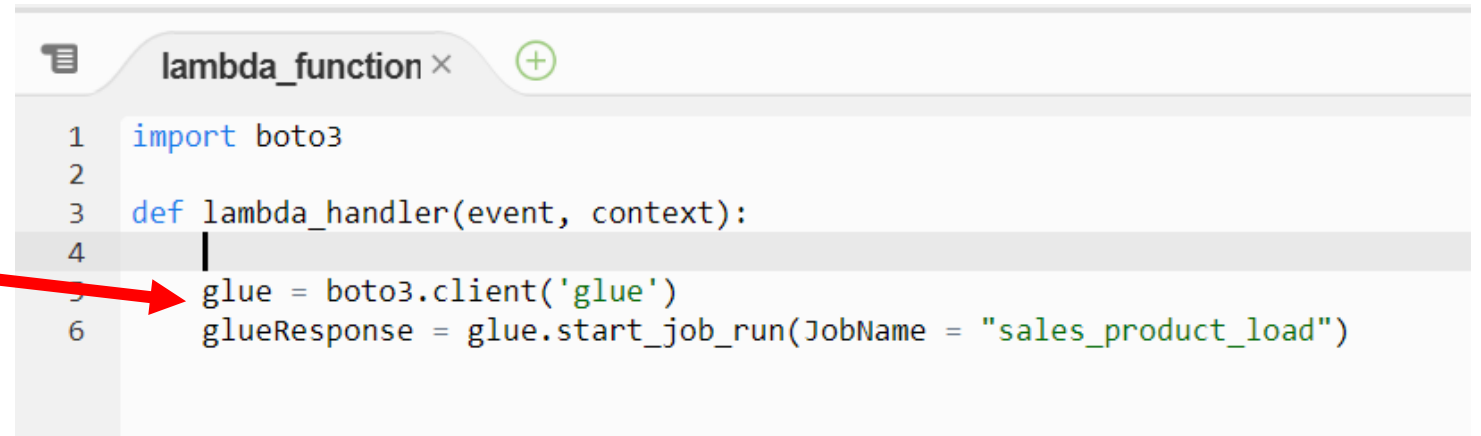 lambda_function ×
1 import boto3
2
3 def lambda_handler(event, context):
4
5 glue = boto3.client('glue')
6 glueResponse = glue.start_job_run(JobName = "sales_product_load")